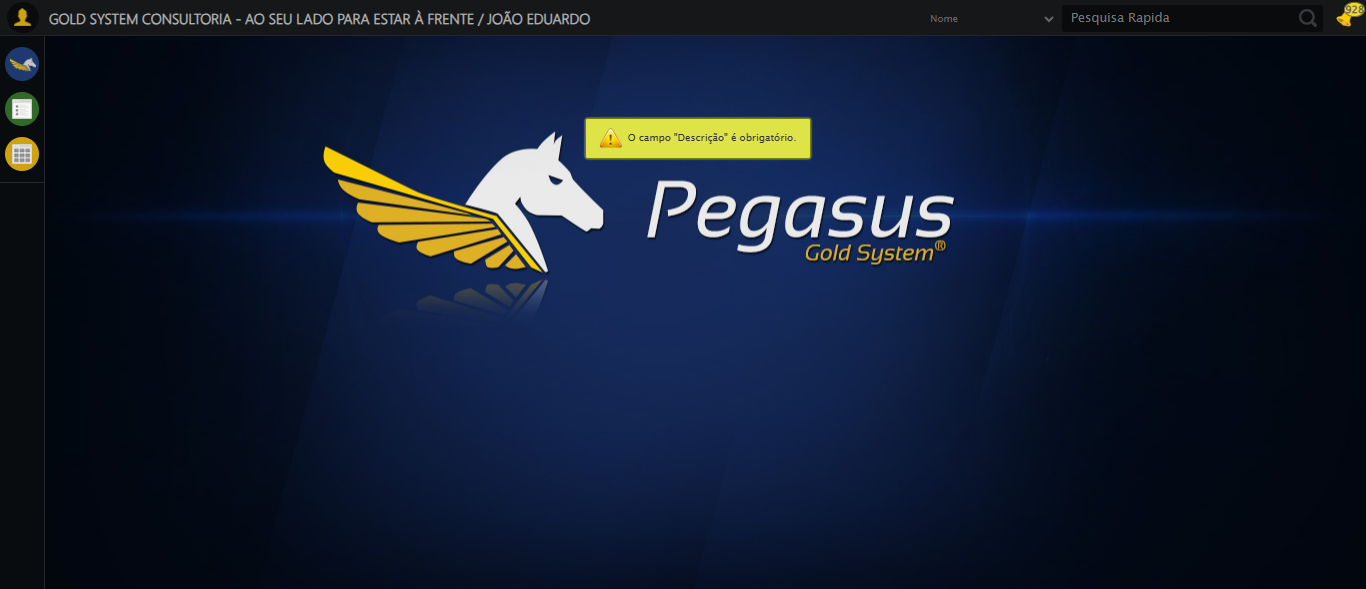 GOLD SYSTEM CONSULTORIA - AO SEU LADO PARA ESTAR À FRENTE / JOÃO EDUARDO
Nome
Pesquisa Rapida
928
O campo "Descrição" é obrigatório.
Pegasus
Gold System®